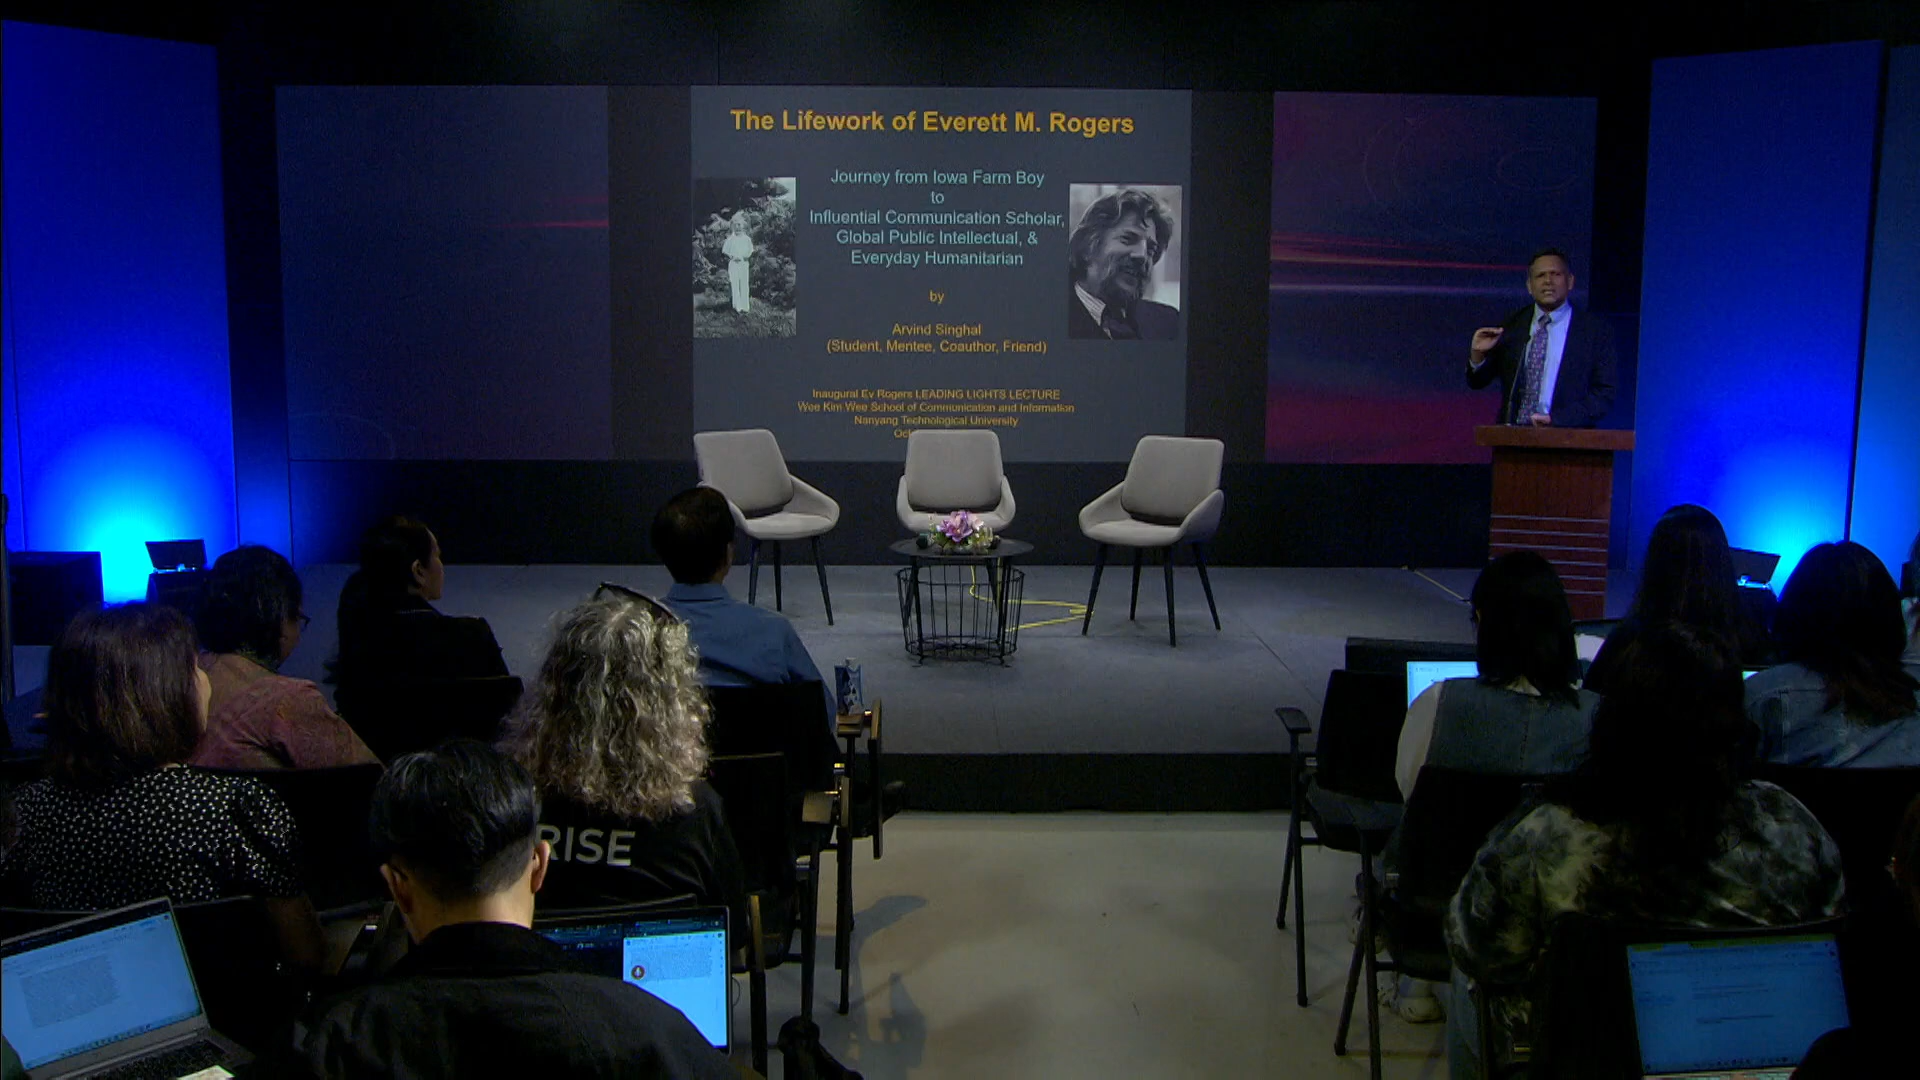 The Lifework of Everett M. Rogers
Journey from Iowa Farm Boy
to
Influential Communication Scholar,
Global Public Intellectual, &
Everyday Humanitarian
by
Arvind Singhal
(Student, Mentee, Coauthor, Friend)
Inaugural Ev Rogers LEADING LIGHTS LECTURE
Wee Kim Wee School of Communication and Information
Nanyang Technological University
RISE